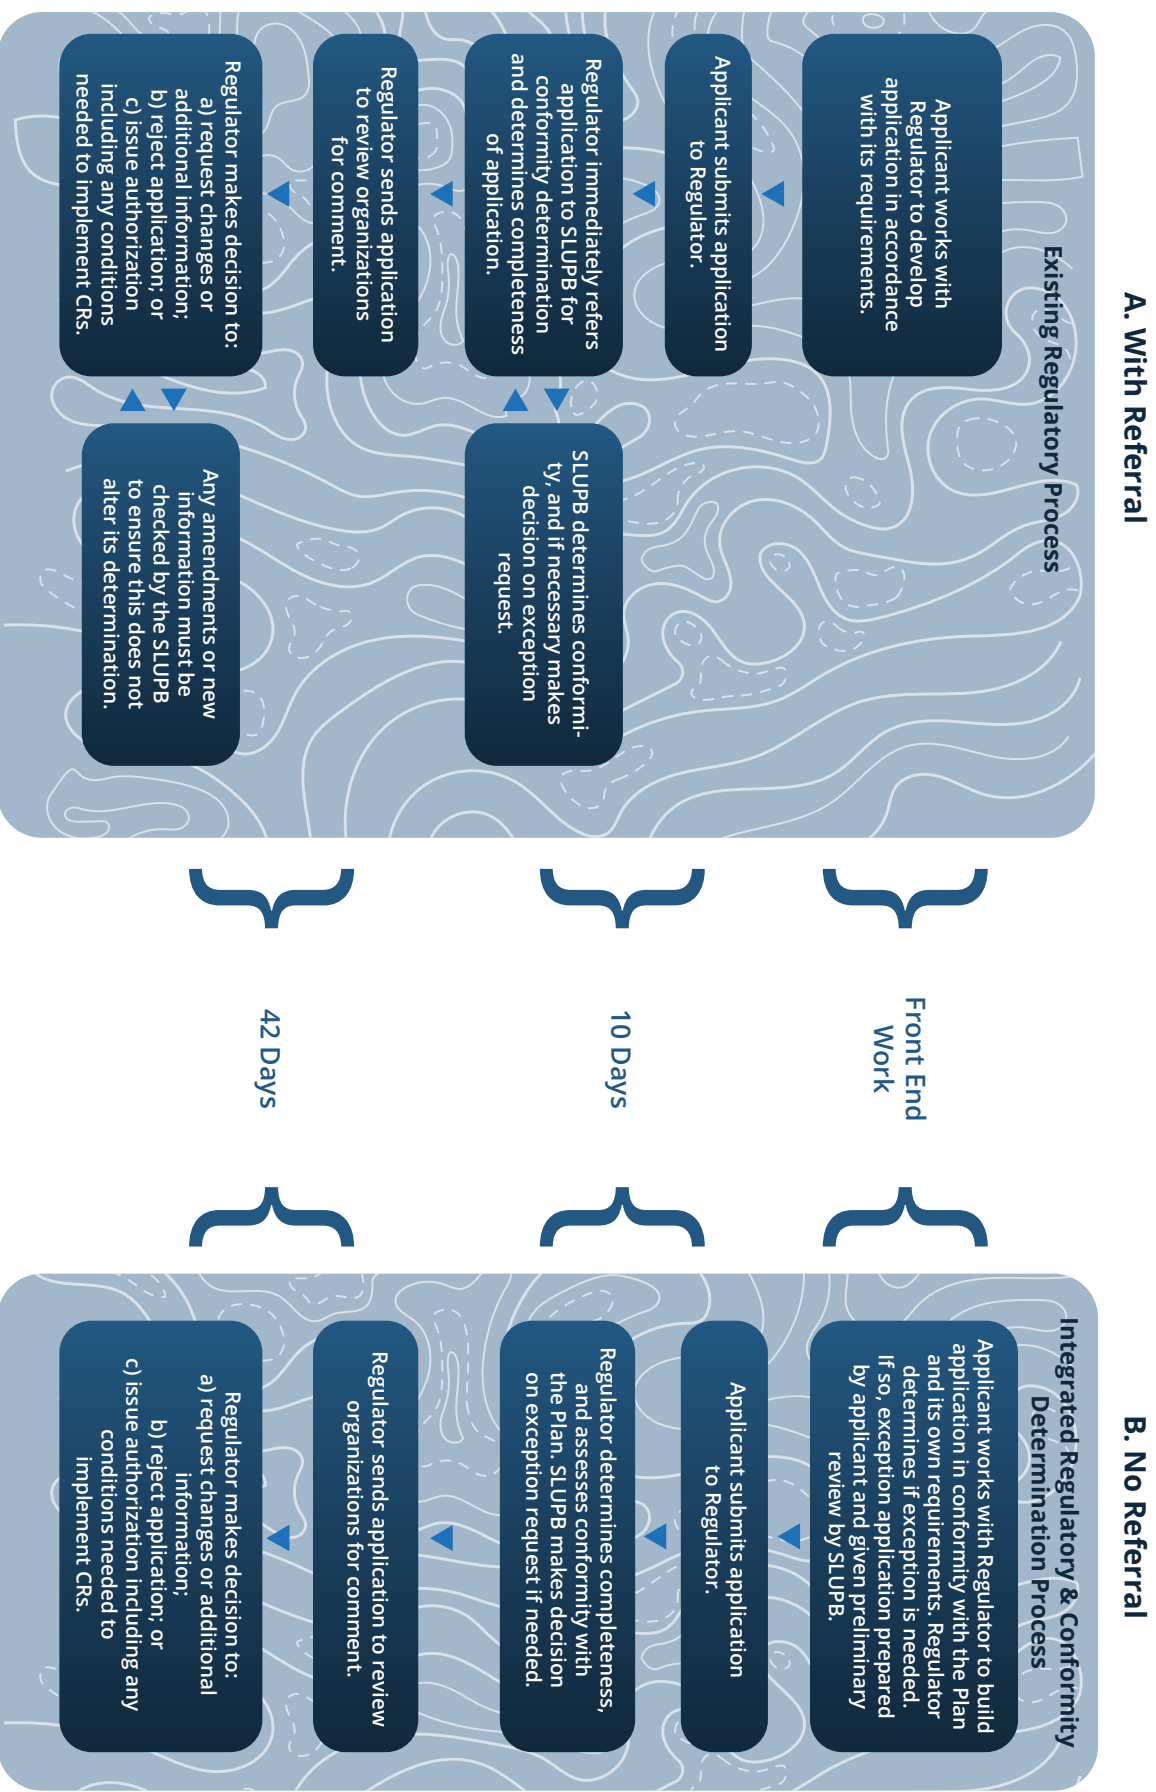 A. With Referral
Existing Regulatory Process
Applicant works with
Regulator to develop
application in accordance
with its requirements.
Applicant submits application
to Regulator.
Regulator immediately refers
application to SLUPB for
conformity determination
and determines completeness
of application.
SLUPB determines conformi-
ty, and if necessary makes
decision on exception
request.
Regulator sends application
to review organizations
for comment.
Regulator makes decision to:
a) request changes or
additional information;
b) reject application; or
c) issue authorization
including any conditions
needed to implement CRs.
Any amendments or new
information must be
checked by the SLUPB
to ensure this does not
alter its determination.
Front End
Work
10 Days
42 Days
B. No Referral
Integrated Regulatory & Conformity
Determination Process
Applicant works with Regulator to build
application in conformity with the Plan
and its own requirements. Regulator
determines if exception is needed.
If so, exception application prepared
by applicant and given preliminary
review by SLUPB.
Applicant submits application
to Regulator.
Regulator determines completeness,
and assesses conformity with
the Plan. SLUPB makes decision
on exception request if needed.
Regulator sends application to review
organizations for comment.
Regulator makes decision to:
a) request changes or additional
information;
b) reject application; or
c) issue authorization including any
conditions needed to
implement CRs.